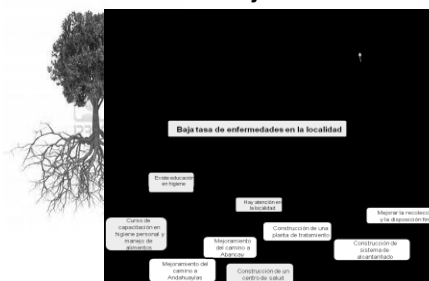 Baja tasa de enfermedades en la localidad
Existe educación
en higiene
Hay atención en
la localidad
Curso de
capacitación en
higiene personal y
manejo de
alimentos
Mejoramiento
del camino a
Abancay
Construcción de una
planta de tratamiento
Mejorar la recolecc
y la disposición fin
Construcción de
sistema de
alcantarillado
Mejoramiento del
camino a
Andahuaylas
Construcción de un
centro de salud